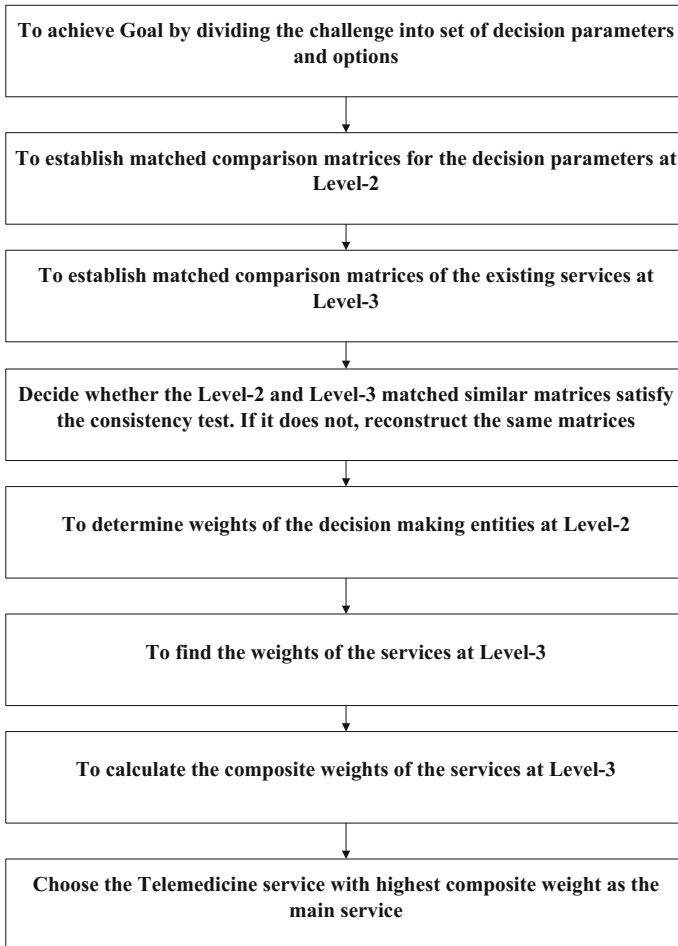 To achieve Goal by dividing the challenge into set of decision parameters
and options
To establish matched comparison matrices for the decision parameters at
Level-2
To establish matched comparison matrices of the existing services at
Level-3
Decide whether the Level-2 and Level-3 matched similar matrices satisfy
the consistency test. If it does not, reconstruct the same matrices
To determine weights of the decision making entities at Level-2
To find the weights of the services at Level-3
To calculate the composite weights of the services at Level-3
Choose the Telemedicine service with highest composite weight as the
main service